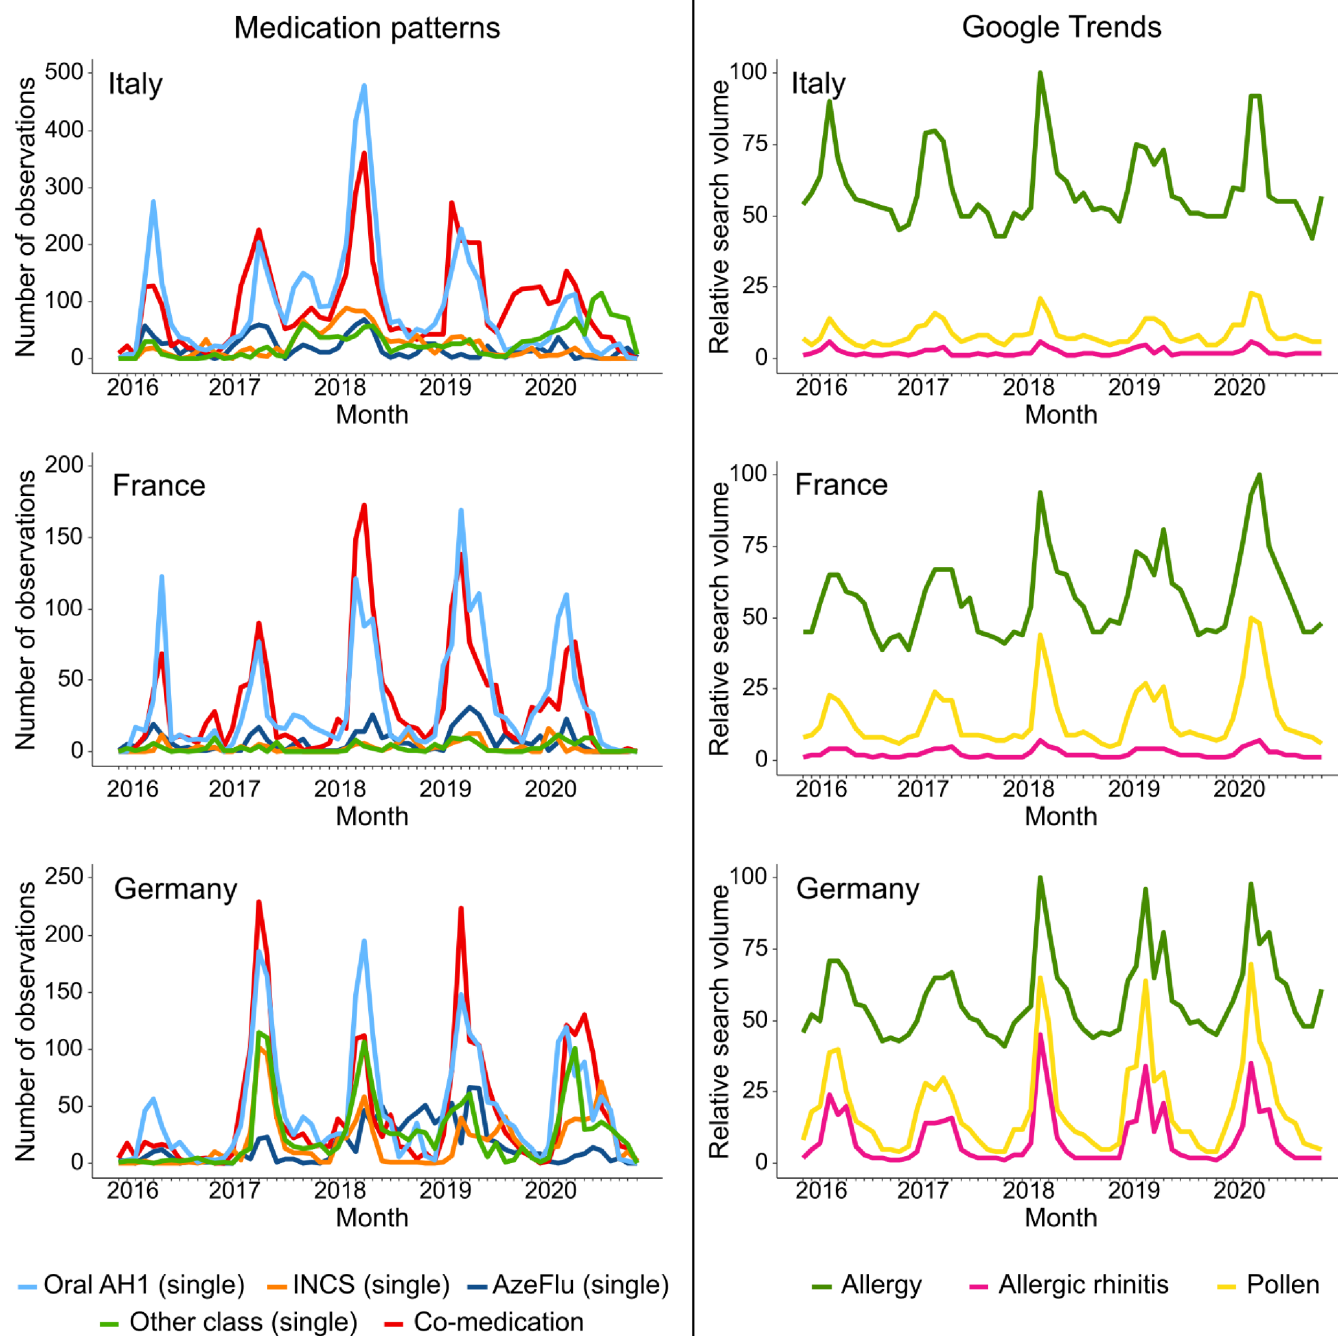 Medication patterns
Google Trends
Number of observations
500
400
300
200
100
0
Italy
2016 2017 2018 2019 2020
Month
Relative search volume
100
75
50
25
0
Italy
2016 2017 2018 2019 2020
Month
Number of observations
200
150
100
50
0
France
2016 2017 2018 2019 2020
Month
Relative search volume
100
75
50
25
0
France
2016 2017 2018 2019 2020
Month
Number of observations
250
200
150
100
50
0
Germany
2016 2017 2018 2019 2020
Month
Relative search volume
100
75
50
25
0
Germany
2016 2017 2018 2019 2020
Month
Oral AH1 (single) INCS (single) AzeFlu (single)
Other class (single) Co-medication
Allergy Allergic rhinitis Pollen